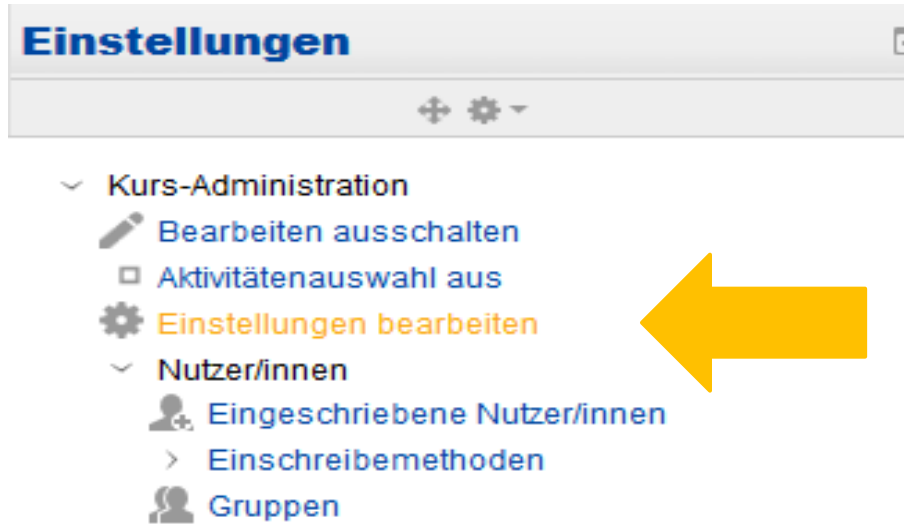 Einstellungen
Kurs-Administration
Bearbeiten ausschalten
Aktivitätenauswahl aus
Einstellungen bearbeiten
Nutzer/innen
Eingeschriebene Nutzer/innen
Einschreibemethoden
Gruppen